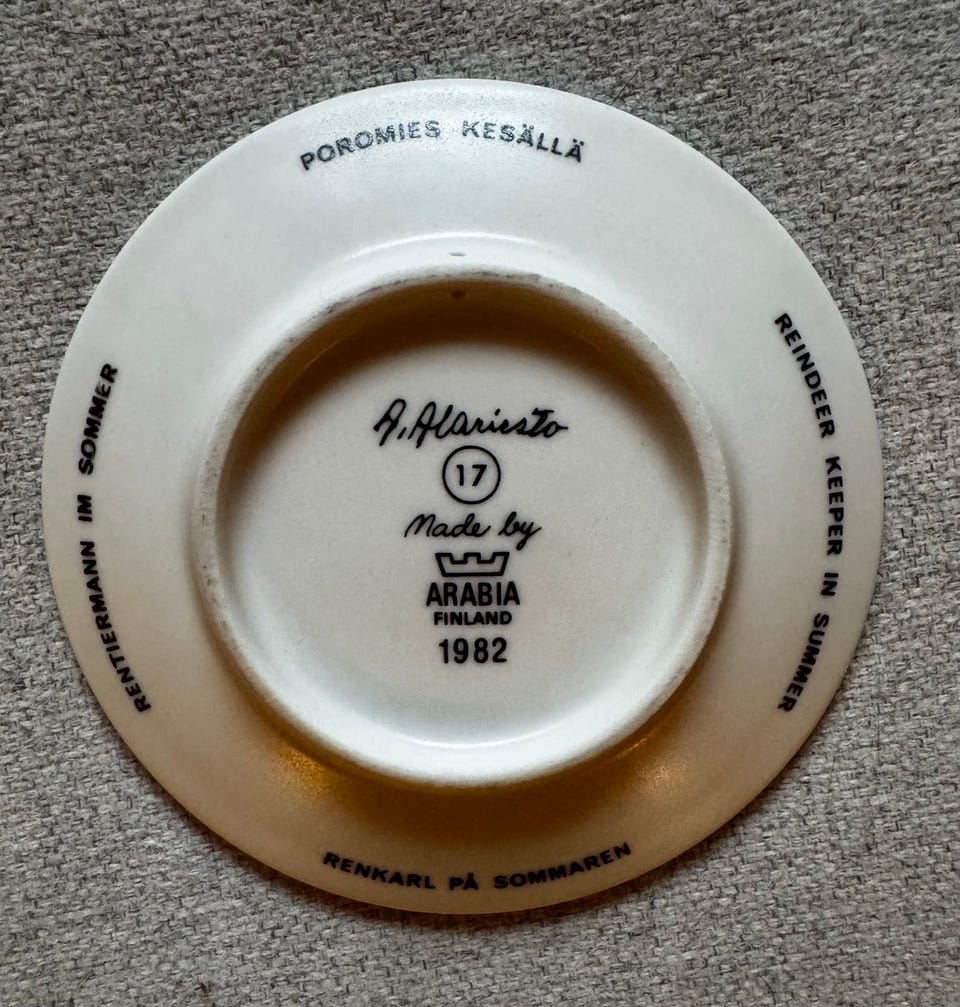 POROMIES KESÄLLÄ
REINDEER KEEPER IN SUMMER
RENKARL PÅ SOMMAREN
RENTIERMANN IM SOMMER
A. Alariesto
17
Made by
ARABIA
FINLAND
1982